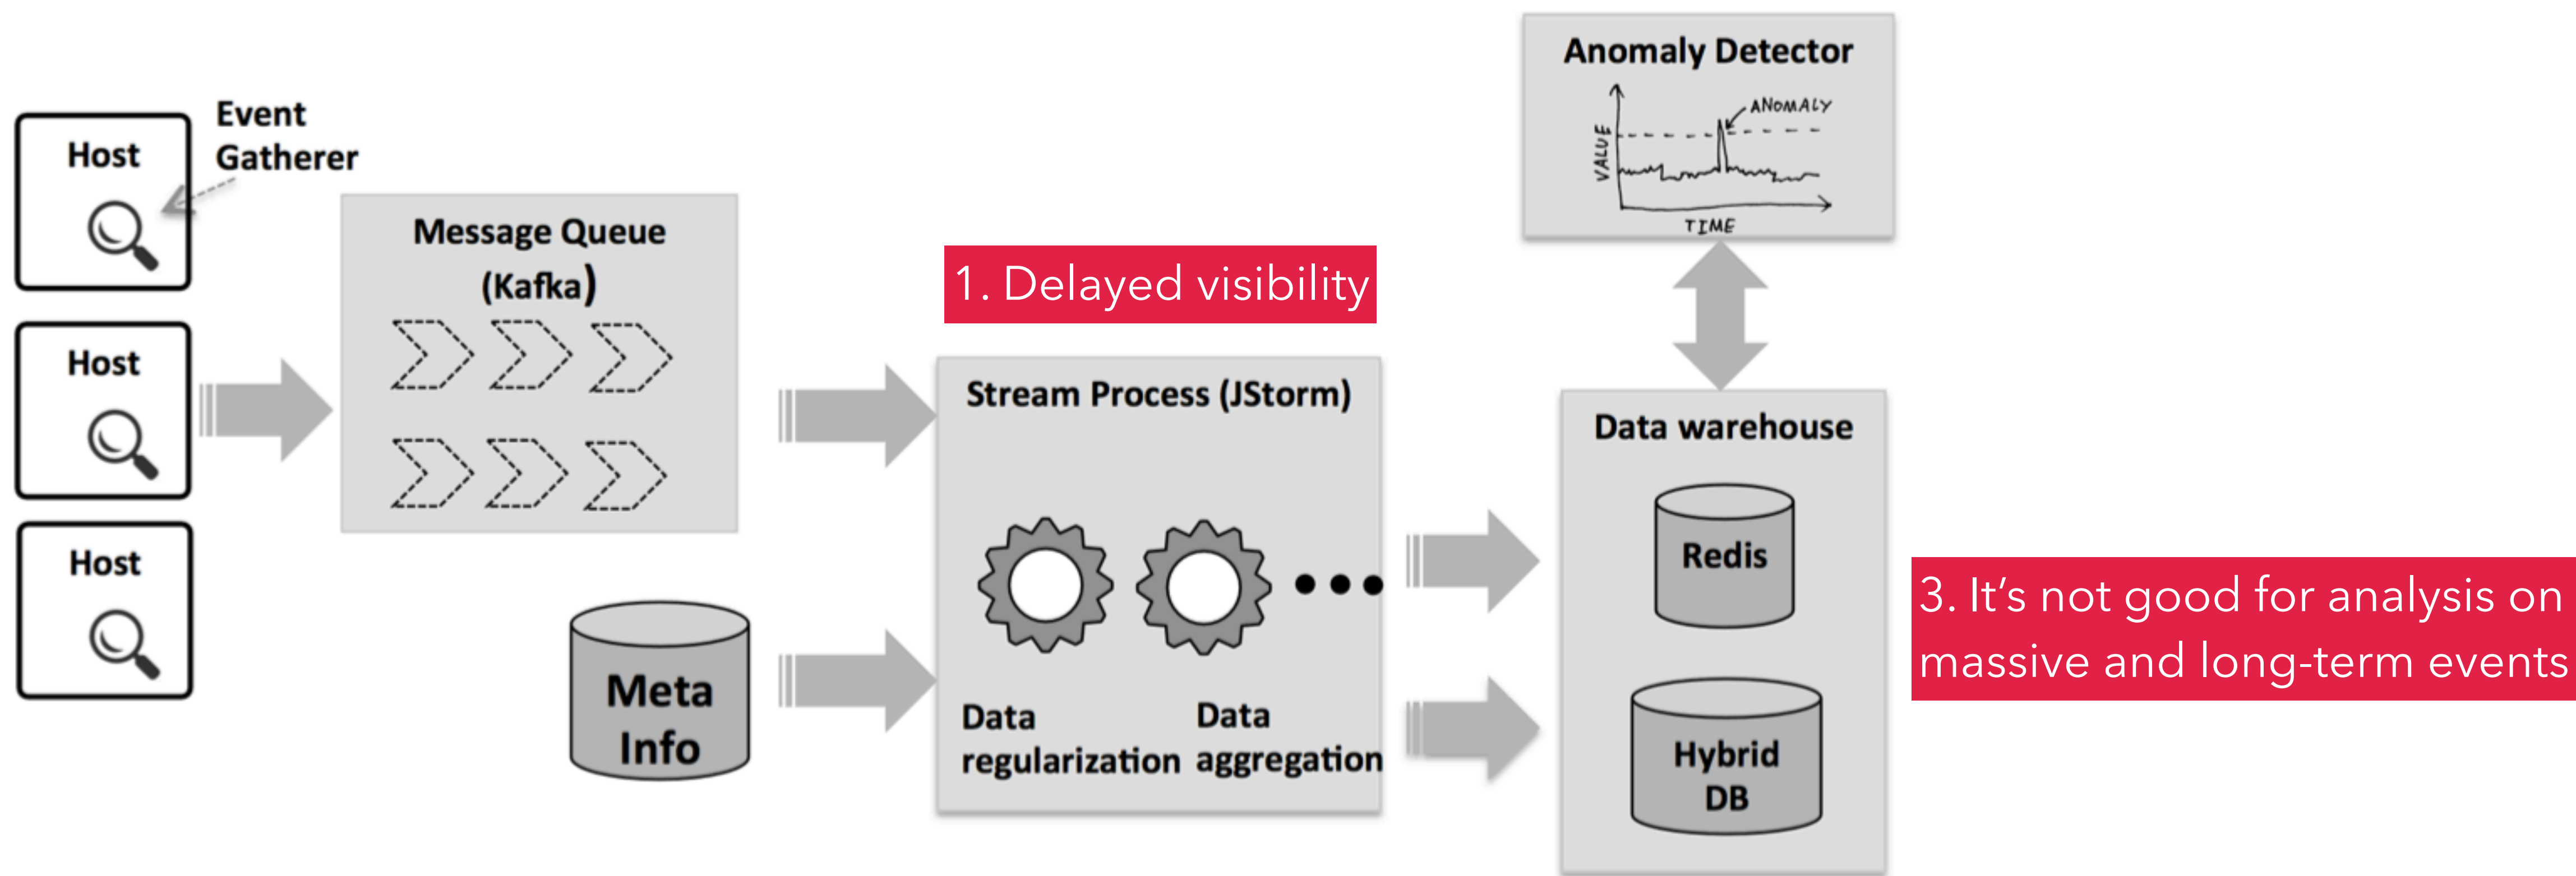 Event
Gatherer
Host
Host
Host
Message Queue
(Kafka)
Meta
Info
1. Delayed visibility
Stream Process (JStorm)
Data
regularization
Data
aggregation
Anomaly Detector
ANOMALY
VALUE
TIME
Data warehouse
Redis
Hybrid
DB
3. It’s not good for analysis on
massive and long-term events